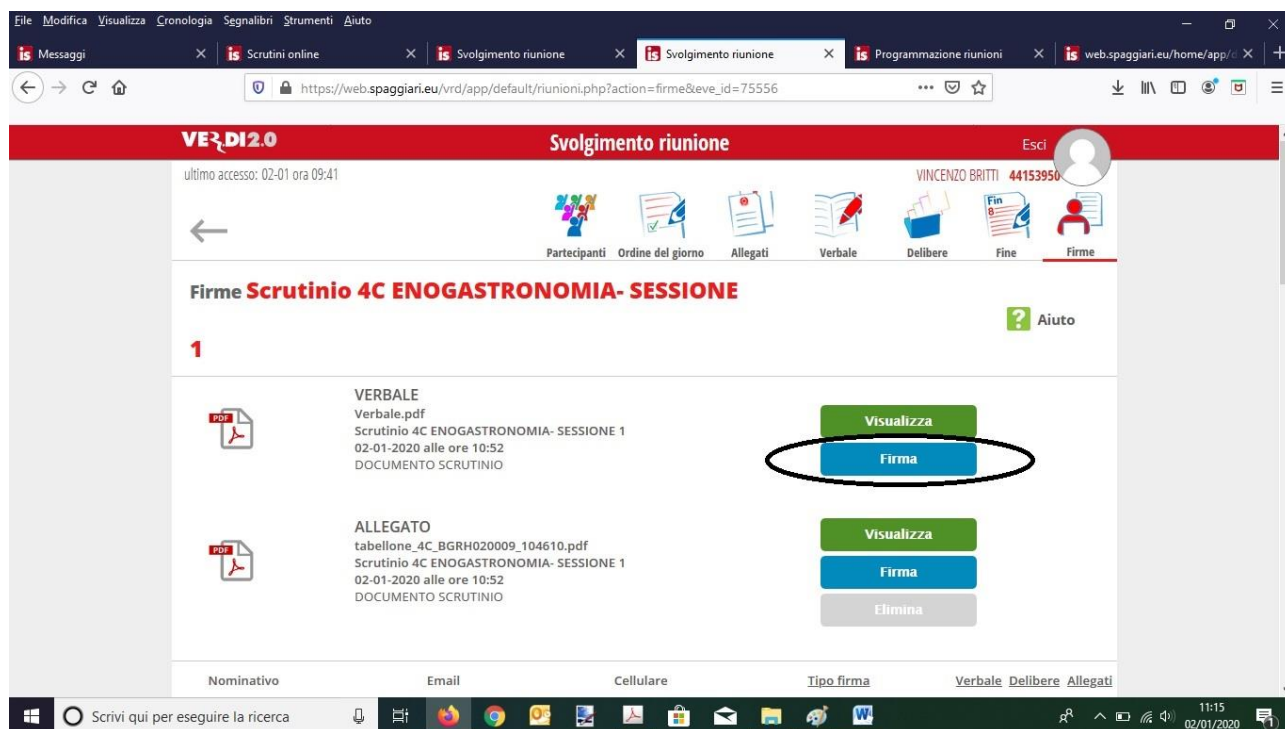 File Modifica Visualizza Cronologia Segnalibri Strumenti Aiuto
Messaggi Scrutini online Svolgimento riunione Svolgimento riunione Programmazione riunioni web.spaggiari.eu/home/app/
https://web.spaggiari.eu/vrd/app/default/riunioni.php?action=firme&eve_id=75556
VERDI2.0 Svolgimento riunione Esci
ultimo accesso: 02-01 ora 09:41 VINCENZO BRITTI 44153950
Fin
8
Partecipanti Ordine del giorno Allegati Verbale Delibere Fine Firme
Firme Scrutinio 4C ENOGASTRONOMIA- SESSIONE
1
? Aiuto
VERBALE
Verbale.pdf
Scrutinio 4C ENOGASTRONOMIA- SESSIONE 1
02-01-2020 alle ore 10:52
DOCUMENTO SCRUTINIO
PDF
Visualizza
Firma
ALLEGATO
tabellone_4C_BGRH020009_104610.pdf
Scrutinio 4C ENOGASTRONOMIA- SESSIONE 1
02-01-2020 alle ore 10:52
DOCUMENTO SCRUTINIO
PDF
Visualizza
Firma
Elimina
Nominativo Email Cellulare Tipo firma Verbale Delibere Allegati
Scrivi qui per eseguire la ricerca
11:15
02/01/2020